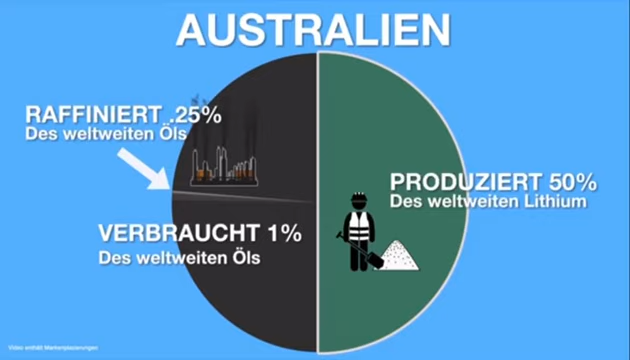 AUSTRALIEN
RAFFINIERT .25%
Des weltweiten Öls
PRODUZIERT 50%
Des weltweiten Lithium
VERBRAUCHT 1%
Des weltweiten Öls
Video enthält Markenplatzierungen